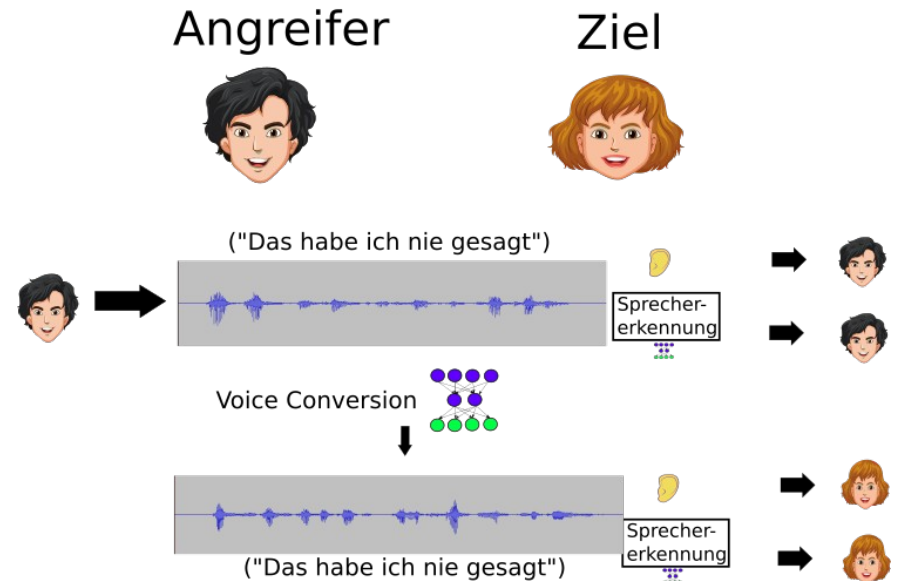 Angreifer
Ziel
("Das habe ich nie gesagt")
Sprecher-
erkennung
Voice Conversion
Sprecher-
erkennung
("Das habe ich nie gesagt")